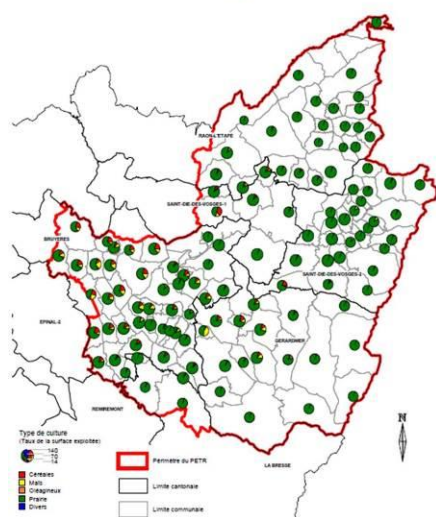 RAON-L'ETAPE
SAINT-DIE-DES-VOSGES-1
BRUYERES
SAINT-DIE-DES-VOSGES-2
EPINAL-2
GERARDMER
REMIREMONT
LA BRESSE
N
Type de culture
(Taux de la surface exploitée)
140
70
14
Céréales
Maïs
Oléagineux
Prairie
Divers
Périmètre du PETR
Limite cantonale
Limite communale